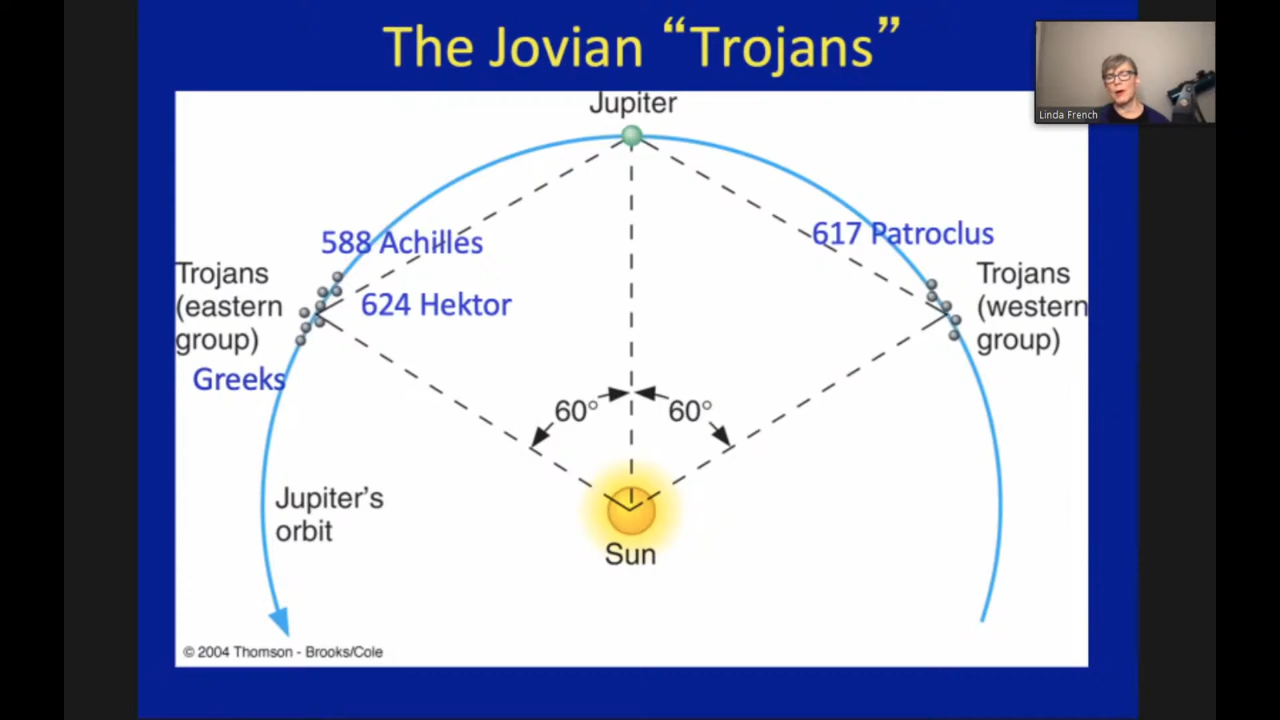 The Jovian “Trojans”
Linda French
Jupiter
588 Achilles
617 Patroclus
Trojans
(eastern
group)
624 Hektor
Trojans
(western
group)
Greeks
60°
60°
Jupiter’s
orbit
Sun
© 2004 Thomson - Brooks/Cole